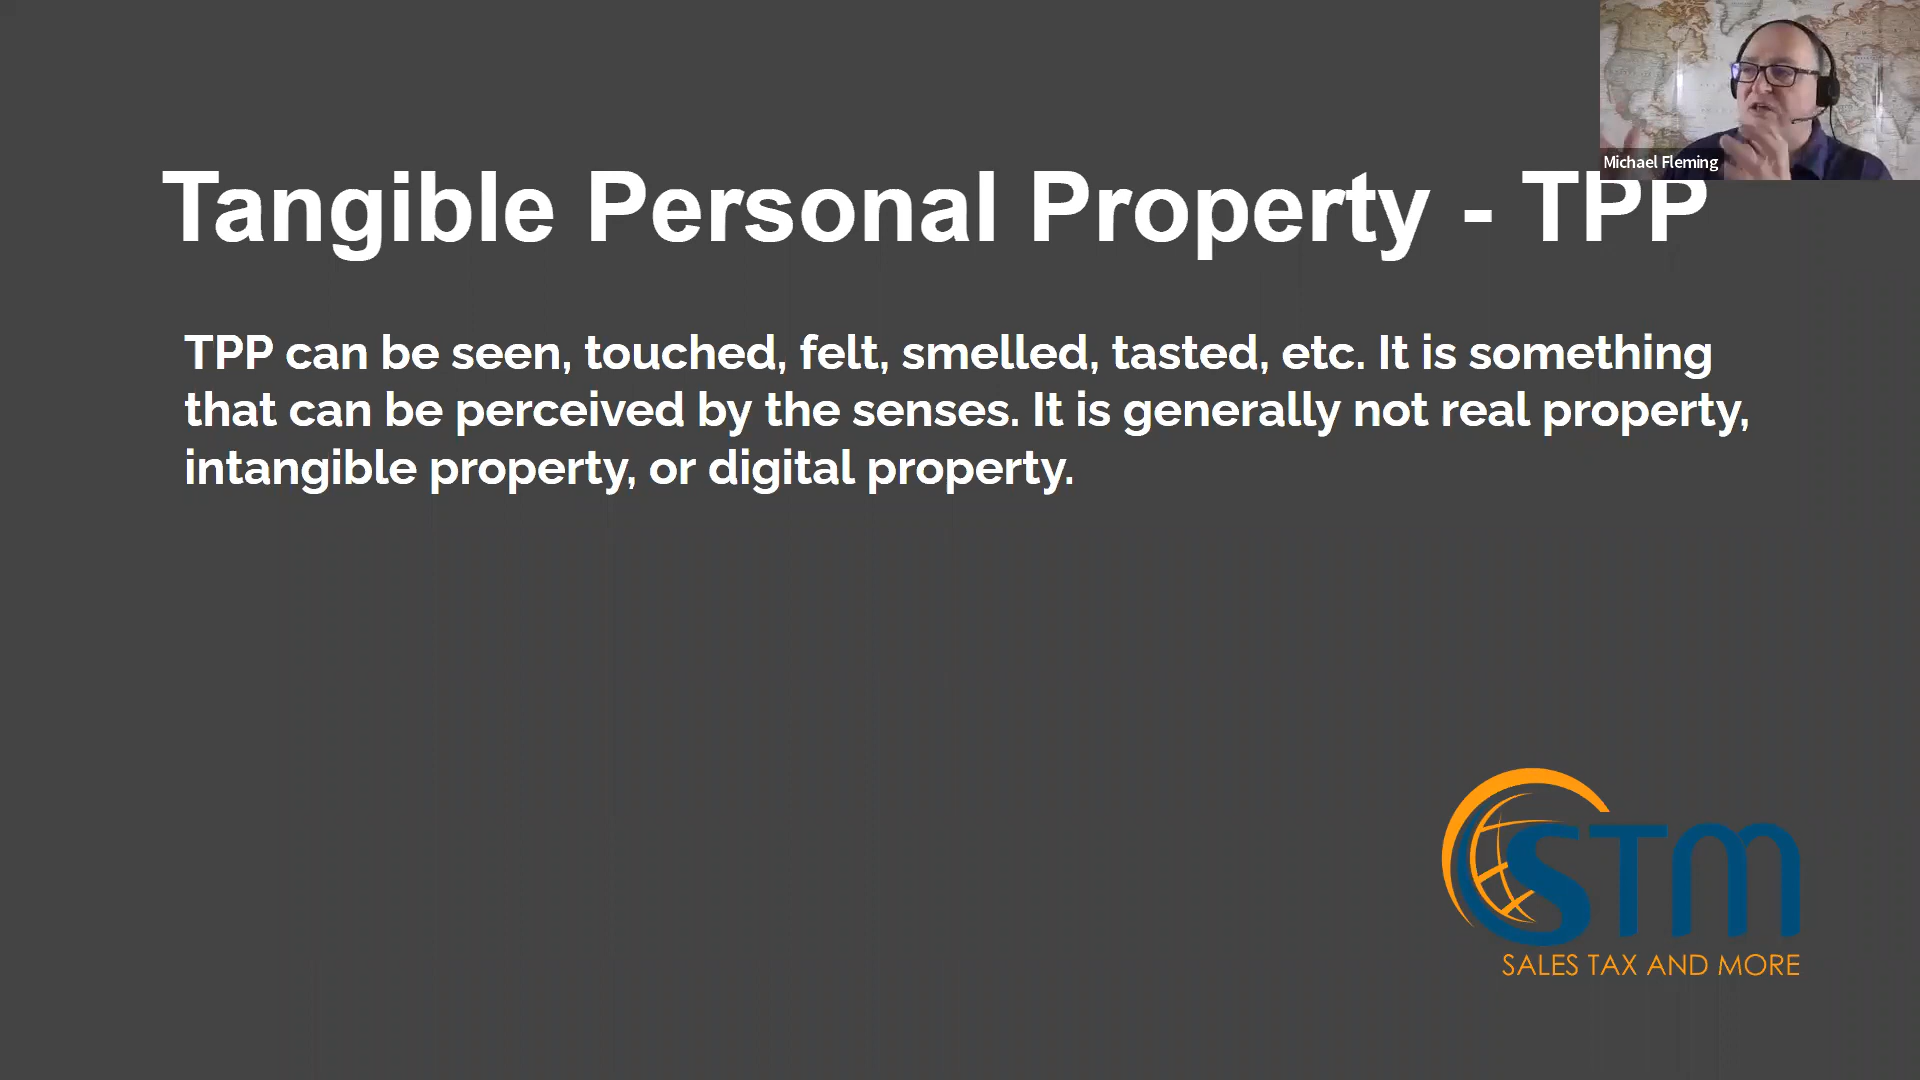 Michael Fleming
Tangible Personal Property - TPP
TPP can be seen, touched, felt, smelled, tasted, etc. It is something
that can be perceived by the senses. It is generally not real property,
intangible property, or digital property.
STM
SALES TAX AND MORE